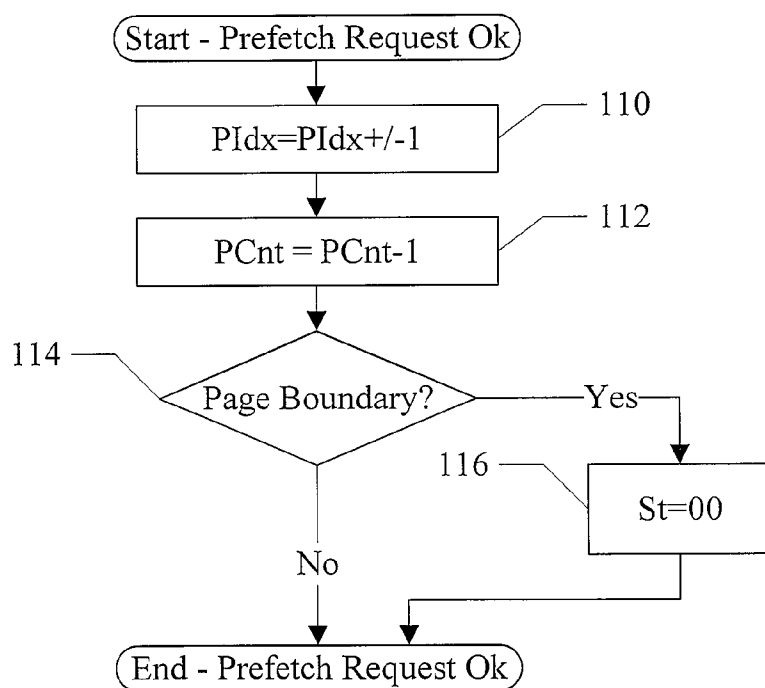 Start - Prefetch Request Ok
110
PIdx=PIdx+/-1
112
PCnt = PCnt-1
114
Page Boundary?
Yes
116
St=00
No
End - Prefetch Request Ok